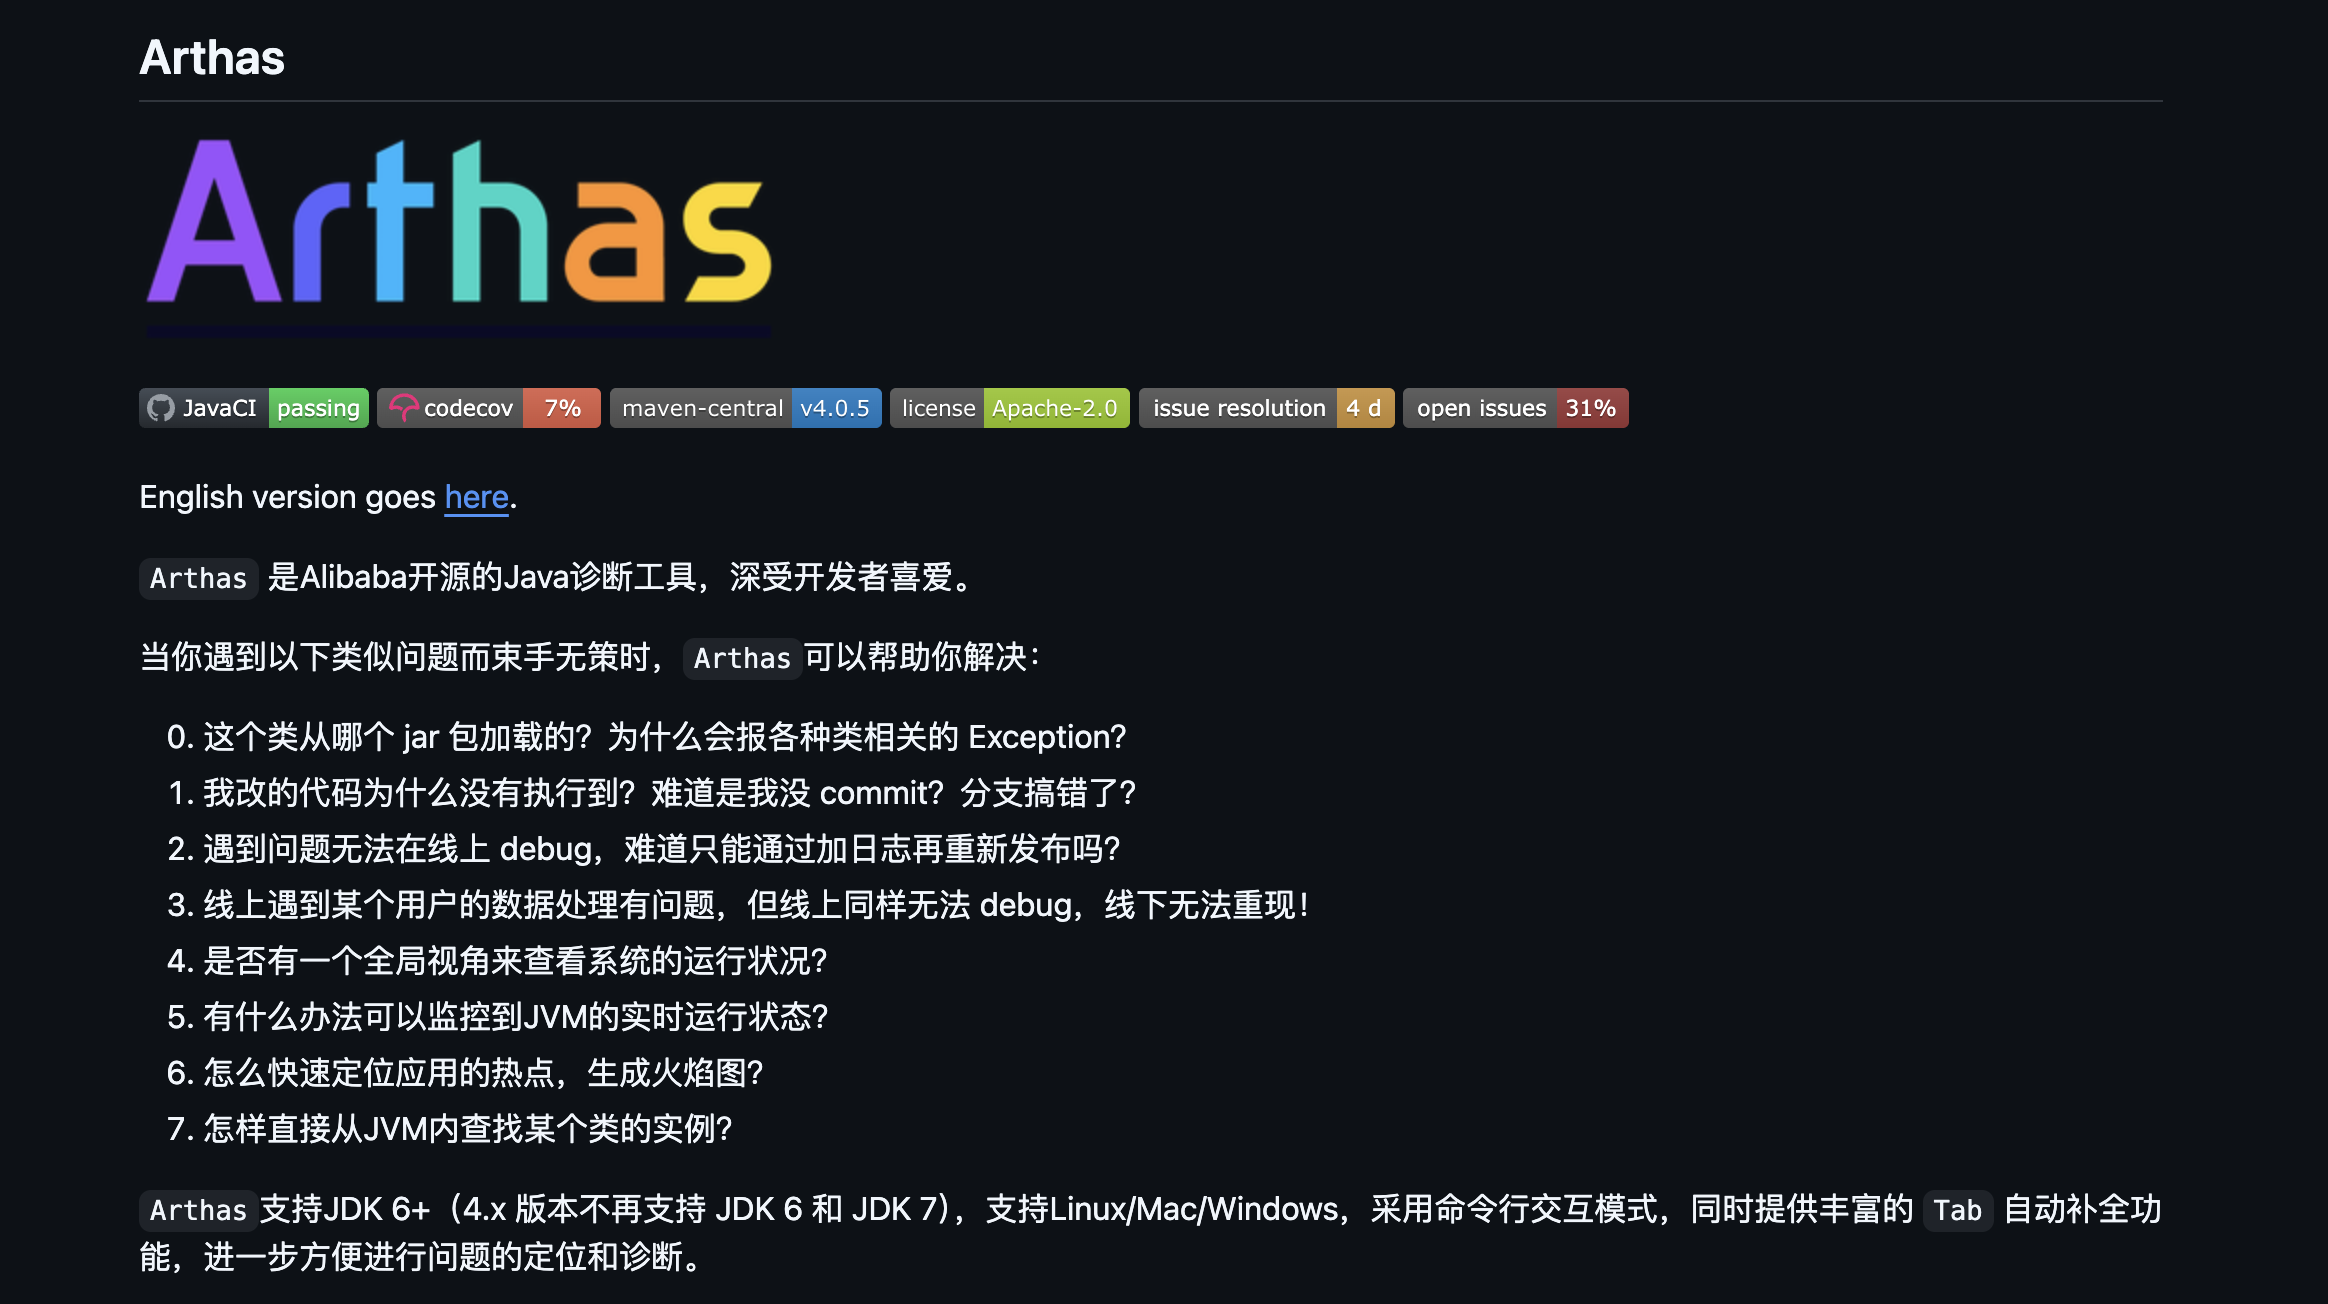 Arthas
Arthas
JavaCI passing codecov 7% maven-central v4.0.5 license Apache-2.0 issue resolution 4 d open issues 31%
English version goes here.
Arthas 是Alibaba开源的Java诊断工具，深受开发者喜爱。
当你遇到以下类似问题而束手无策时，Arthas可以帮助你解决：
0. 这个类从哪个 jar 包加载的？为什么会报各种类相关的 Exception？
1. 我改的代码为什么没有执行到？难道是我没 commit？分支搞错了？
2. 遇到问题无法在线上 debug，难道只能通过加日志再重新发布吗？
3. 线上遇到某个用户的数据处理有问题，但线上同样无法 debug，线下无法重现！
4. 是否有一个全局视角来查看系统的运行状况？
5. 有什么办法可以监控到JVM的实时运行状态？
6. 怎么快速定位应用的热点，生成火焰图？
7. 怎样直接从JVM内查找某个类的实例？
Arthas支持JDK 6+（4.x 版本不再支持 JDK 6 和 JDK 7），支持Linux/Mac/Windows，采用命令行交互模式，同时提供丰富的 Tab 自动补全功
能，进一步方便进行问题的定位和诊断。